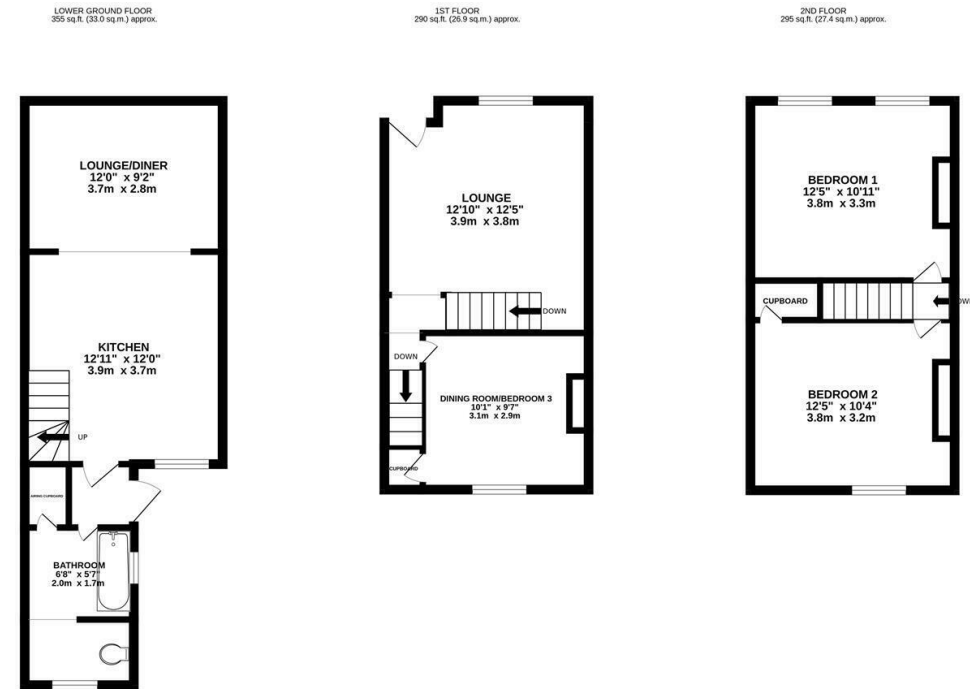 LOWER GROUND FLOOR
355 sq.ft. (33.0 sq.m.) approx.
1ST FLOOR
290 sq.ft. (26.9 sq.m.) approx.
2ND FLOOR
295 sq.ft. (27.4 sq.m.) approx.
LOUNGE/DINER
12'0" x 9'2"
3.7m x 2.8m
KITCHEN
12'11" x 12'0"
3.9m x 3.7m
UP
AIRING CUPBOARD
BATHROOM
6'8" x 5'7"
2.0m x 1.7m
LOUNGE
12'10" x 12'5"
3.9m x 3.8m
DOWN
DOWN
DINING ROOM/BEDROOM 3
10'1" x 9'7"
3.1m x 2.9m
CUPBOARD
BEDROOM 1
12'5" x 10'11"
3.8m x 3.3m
CUPBOARD
BEDROOM 2
12'5" x 10'4"
3.8m x 3.2m